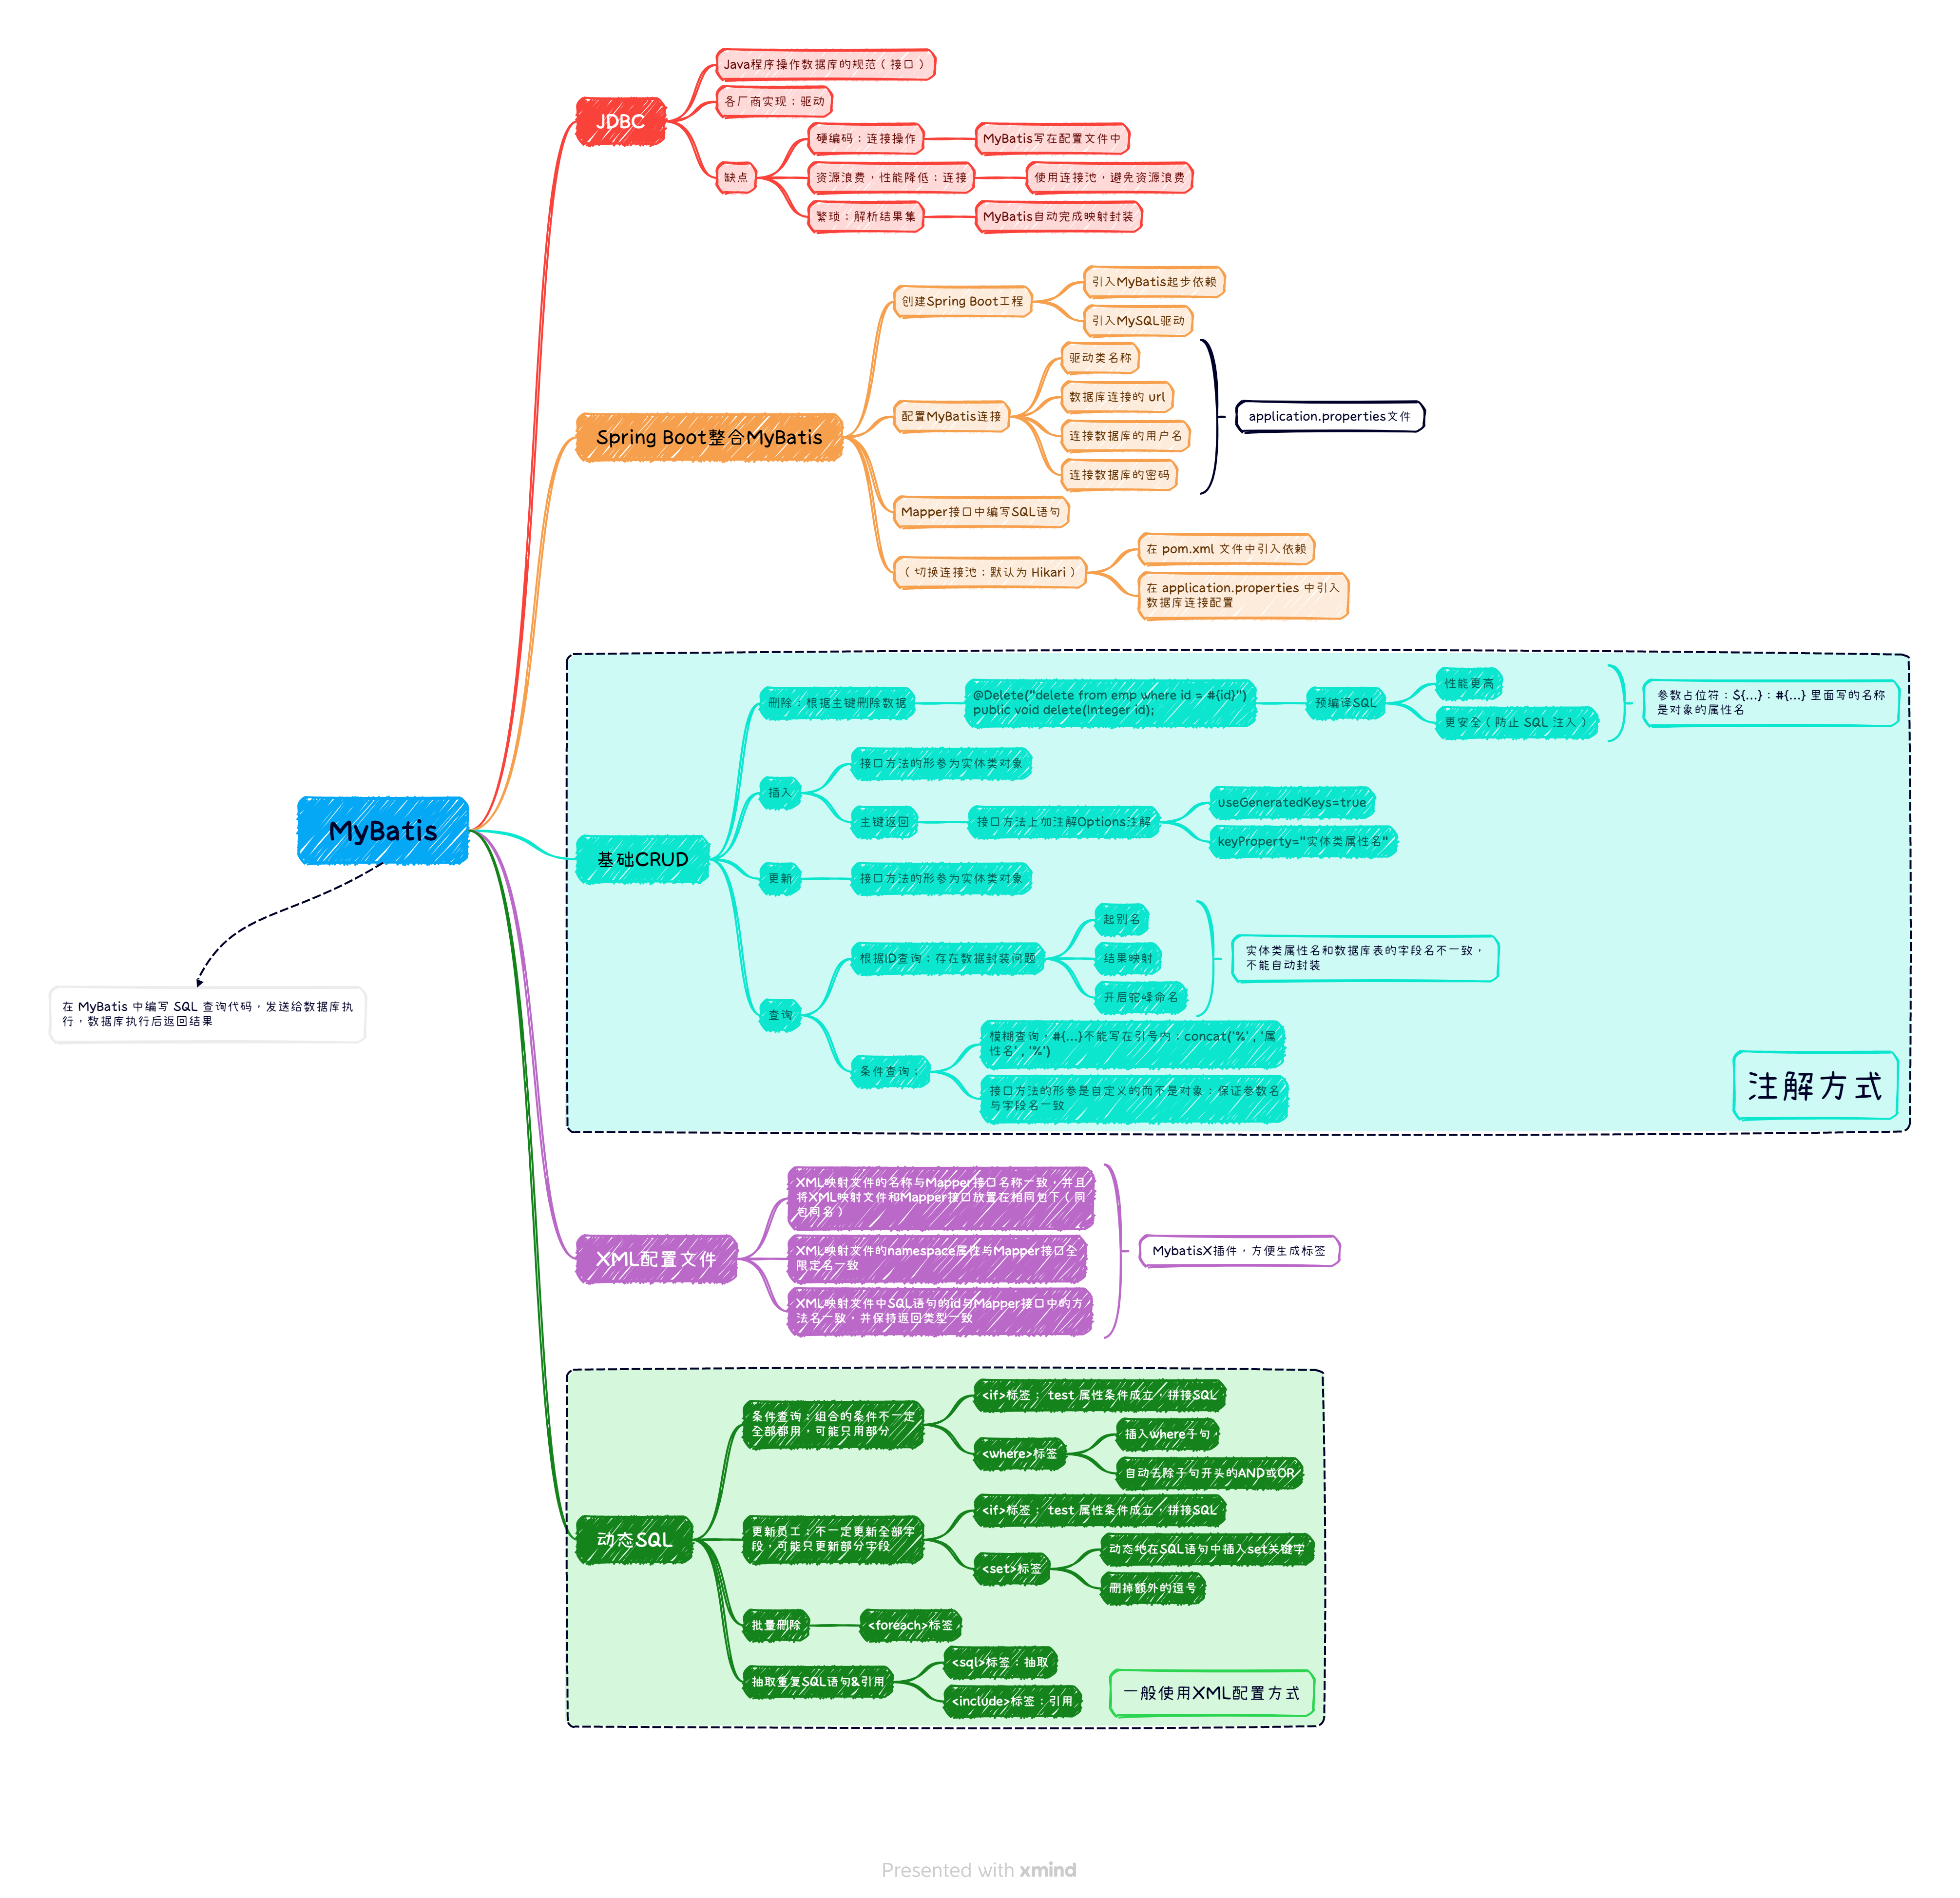 Java程序操作数据库的规范（接口）
各厂商实现：驱动
JDBC
硬编码：连接操作
MyBatis写在配置文件中
缺点
资源浪费，性能降低：连接
使用连接池，避免资源浪费
繁琐：解析结果集
MyBatis自动完成映射封装
引入MyBatis起步依赖
创建Spring Boot工程
引入MySQL驱动
驱动类名称
数据库连接的 url
配置MyBatis连接
application.properties文件
连接数据库的用户名
Spring Boot整合MyBatis
连接数据库的密码
Mapper接口中编写SQL语句
在 pom.xml 文件中引入依赖
（切换连接池：默认为 Hikari）
在 application.properties 中引入
数据库连接配置
删除：根据主键删除数据
@Delete("delete from emp where id = #{id}")
public void delete(Integer id);
预编译SQL
性能更高
更安全（防止 SQL 注入）
参数占位符：${...}；#{...} 里面写的名称
是对象的属性名
插入
接口方法的形参为实体类对象
主键返回
接口方法上加注解Options注解
useGeneratedKeys=true
keyProperty="实体类属性名"
MyBatis
基础CRUD
更新
接口方法的形参为实体类对象
在 MyBatis 中编写 SQL 查询代码，发送给数据库执
行，数据库执行后返回结果
查询
根据ID查询：存在数据封装问题
起别名
结果映射
开启驼峰命名
实体类属性名和数据库表的字段名不一致，
不能自动封装
条件查询：
模糊查询，#{...}不能写在引号内：concat('%', '属
性名', '%')
接口方法的形参是自定义的而不是对象：保证参数名
与字段名一致
注解方式
XML配置文件
XML映射文件的名称与Mapper接口名称一致，并且
将XML映射文件和Mapper接口放置在相同包下（同
包同名）
XML映射文件的namespace属性与Mapper接口全
限定名一致
XML映射文件中SQL语句的id与Mapper接口中的方
法名一致，并保持返回类型一致
MybatisX插件，方便生成标签
动态SQL
条件查询：组合的条件不一定
全部都用，可能只用部分
<if>标签： test 属性条件成立，拼接SQL
<where>标签
插入where子句
自动去除子句开头的AND或OR
更新员工：不一定更新全部字
段，可能只更新部分字段
<if>标签： test 属性条件成立，拼接SQL
<set>标签
动态地在SQL语句中插入set关键字
删掉额外的逗号
批量删除
<foreach>标签
抽取重复SQL语句&引用
<sql>标签：抽取
<include>标签：引用
一般使用XML配置方式
Presented with xmind